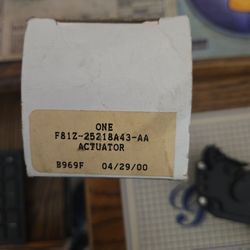 ONE
F81Z-25218A43-AA
ACTUATOR
B969F 04/29/00